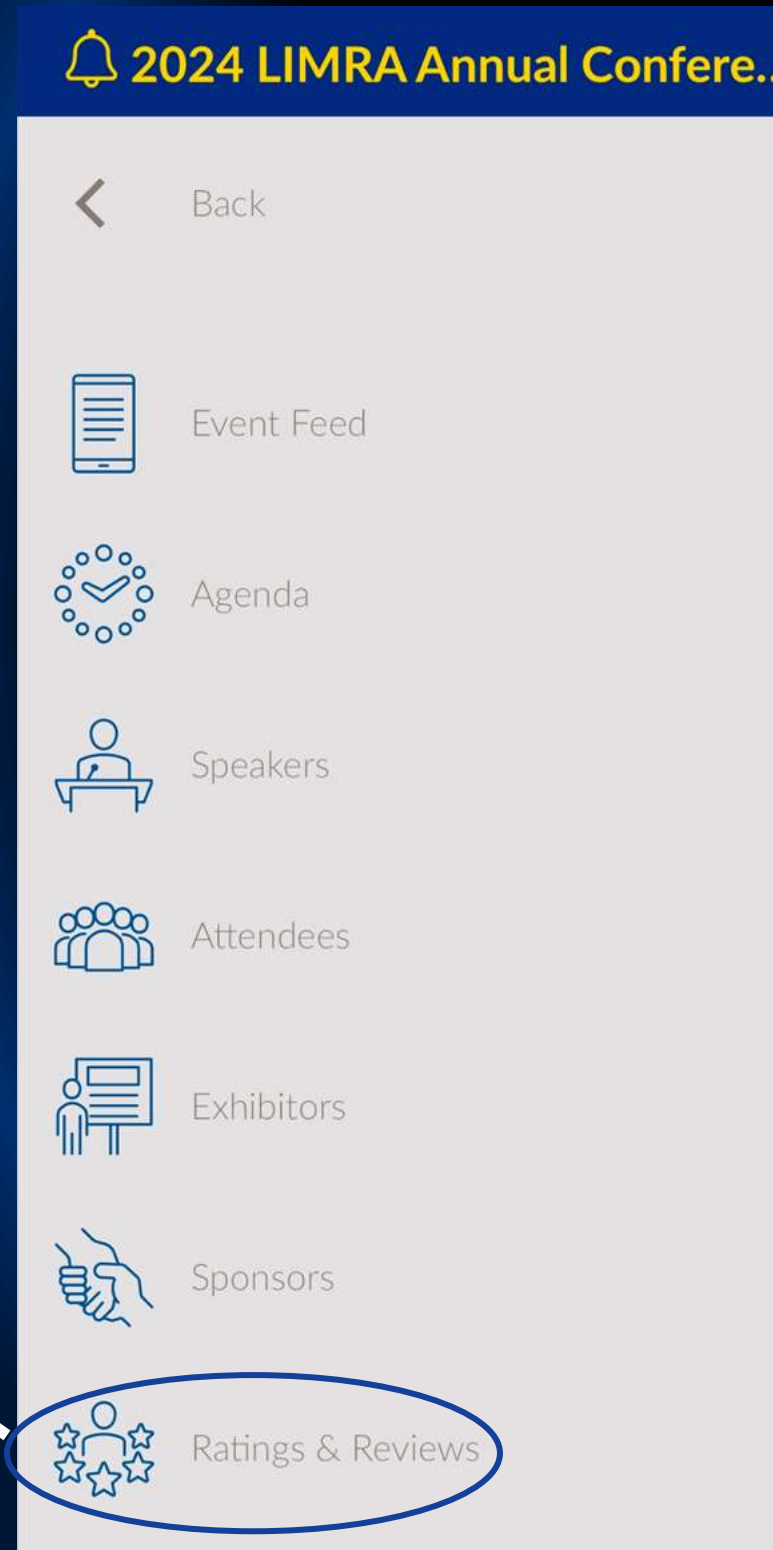 2024 LIMRA Annual Confere..
Back
Event Feed
Agenda
Speakers
Attendees
Exhibitors
Sponsors
Ratings & Reviews